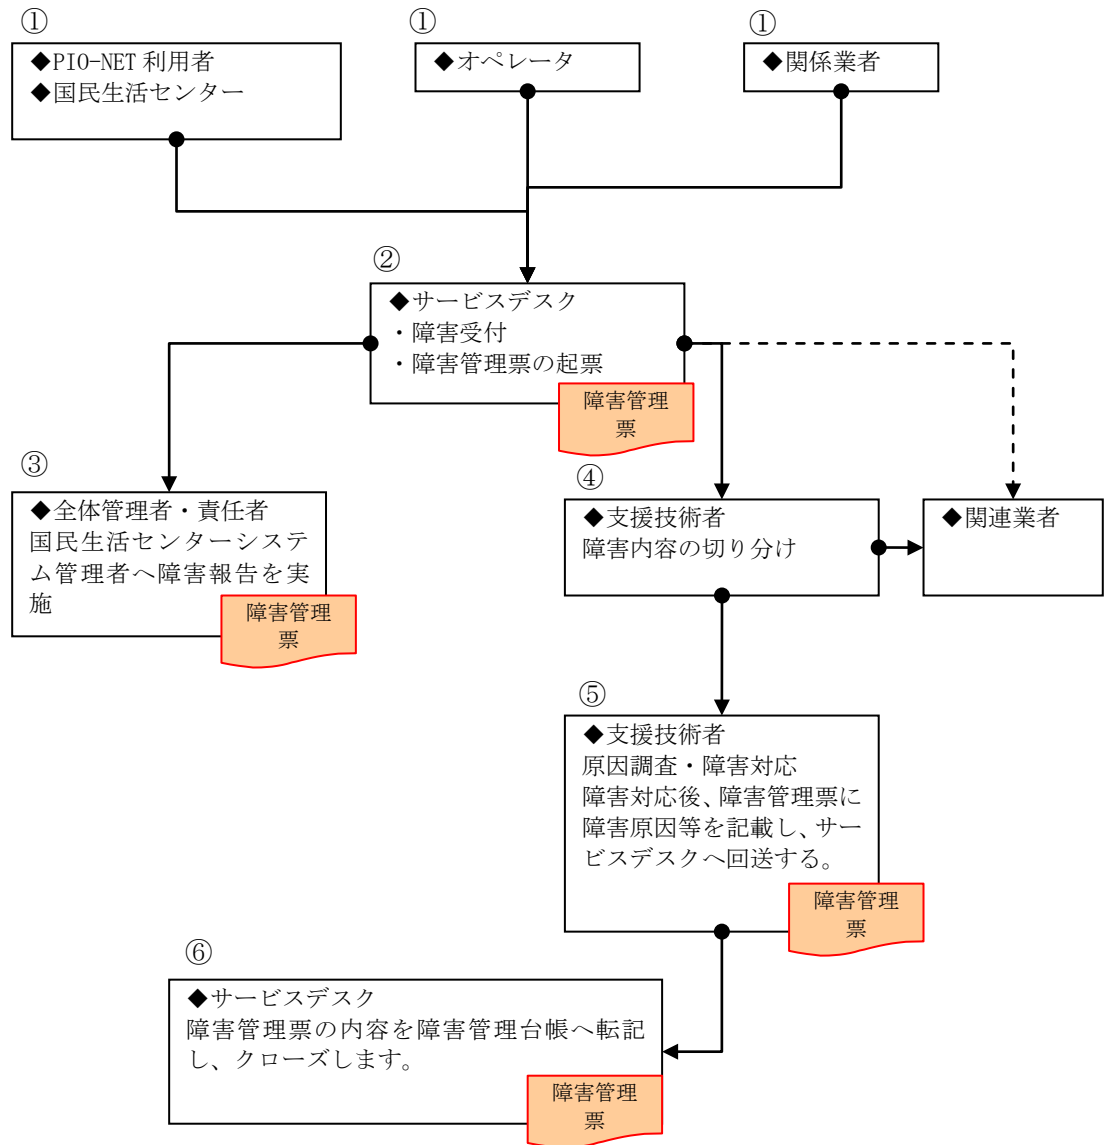 ①
◆PIO-NET 利用者
◆国民生活センター
①
◆オペレータ
①
◆関係業者
②
◆サービスデスク
・障害受付
・障害管理票の起票
障害管理
票
③
◆全体管理者・責任者
国民生活センターシステ
ム管理者へ障害報告を実
施
障害管理
票
④
◆支援技術者
障害内容の切り分け
◆関連業者
⑤
◆支援技術者
原因調査・障害対応
障害対応後、障害管理票に
障害原因等を記載し、サー
ビスデスクへ回送する。
障害管理
票
⑥
◆サービスデスク
障害管理票の内容を障害管理台帳へ転記
し、クローズします。
障害管理
票